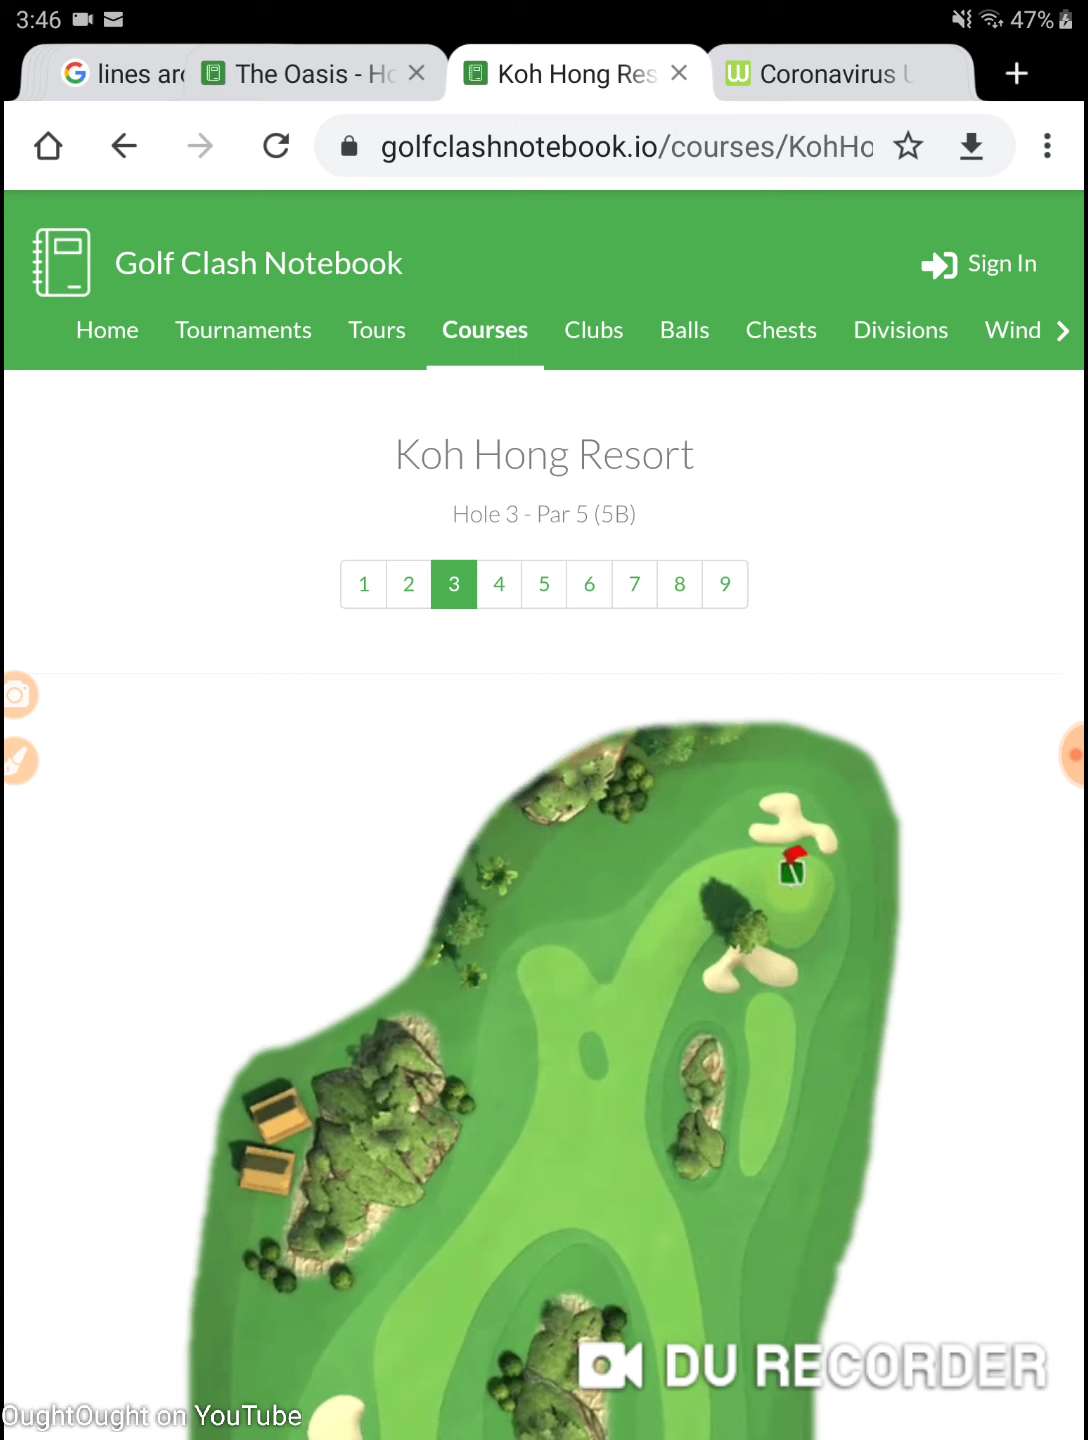 3:46 47%
lines aro The Oasis - Ho Koh Hong Res Coronavirus U
golfclashnotebook.io/courses/KohHo
Golf Clash Notebook
Sign In
Home Tournaments Tours Courses Clubs Balls Chests Divisions Wind
Koh Hong Resort
Hole 3 - Par 5 (5B)
1 2 3 4 5 6 7 8 9
DU RECORDER
OughtOught on YouTube